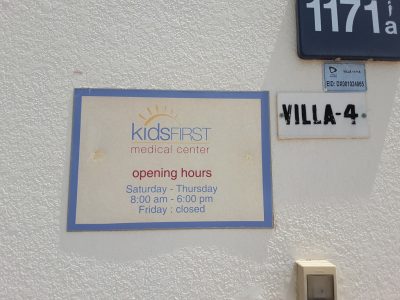 1171
a
VILLA-4
kidsFIRST
medical center
opening hours
Saturday - Thursday
8:00 am - 6:00 pm
Friday : closed